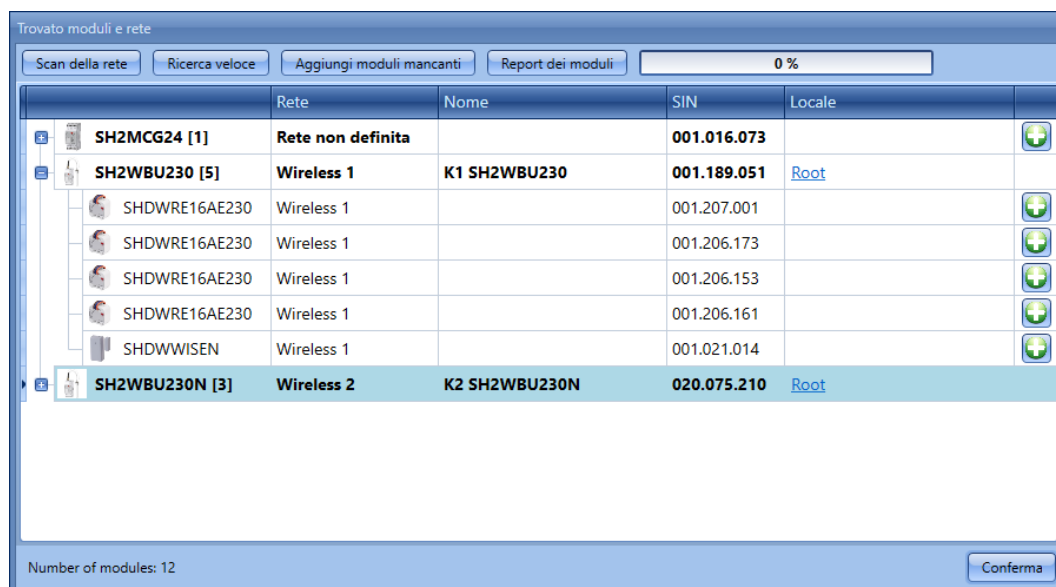 Trovato moduli e rete
Scan della rete Ricerca veloce Aggiungi moduli mancanti Report dei moduli 0 %
Rete Nome SIN Locale
SH2MCG24 [1] Rete non definita 001.016.073
SH2WBU230 [5] Wireless 1 K1 SH2WBU230 001.189.051 Root
SHDWRE16AE230 Wireless 1 001.207.001
SHDWRE16AE230 Wireless 1 001.206.173
SHDWRE16AE230 Wireless 1 001.206.153
SHDWRE16AE230 Wireless 1 001.206.161
SHDWWISEN Wireless 1 001.021.014
SH2WBU230N [3] Wireless 2 K2 SH2WBU230N 020.075.210 Root
Number of modules: 12 Conferma